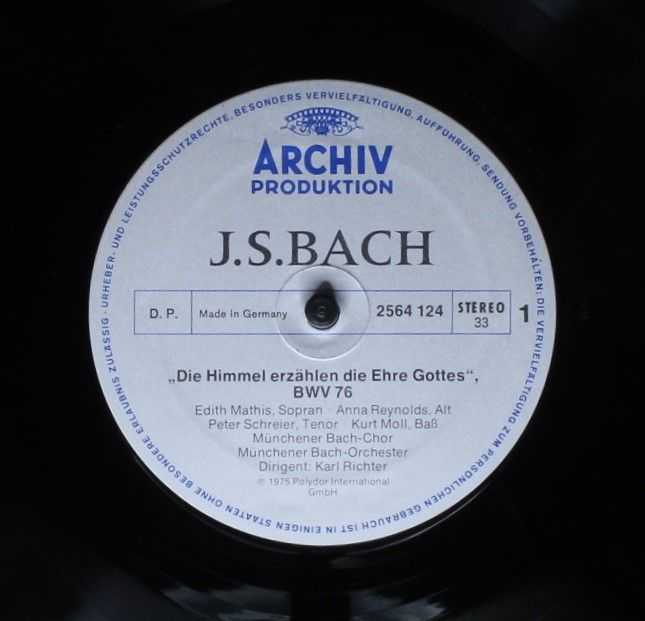 ARCHIV
PRODUKTION
J.S.BACH
D. P. Made in Germany 2564 124 STEREO 33 1
„Die Himmel erzählen die Ehre Gottes“,
BWV 76
Edith Mathis, Sopran · Anna Reynolds, Alt
Peter Schreier, Tenor · Kurt Moll, Baß
Münchener Bach-Chor
Münchener Bach-Orchester
Dirigent: Karl Richter
℗ 1975 Polydor International
GmbH
URHEBER- UND LEISTUNGSSCHUTZRECHTE, BESONDERS VERVIELFÄLTIGUNG, AUFFÜHRUNG, SENDUNG VORBEHALTEN; DIE VERVIELFÄLTIGUNG ZUM PERSÖNLICHEN GEBRAUCH IST IN EINIGEN STAATEN OHNE BESONDERE ERLAUBNIS ZULÄSSIG ·